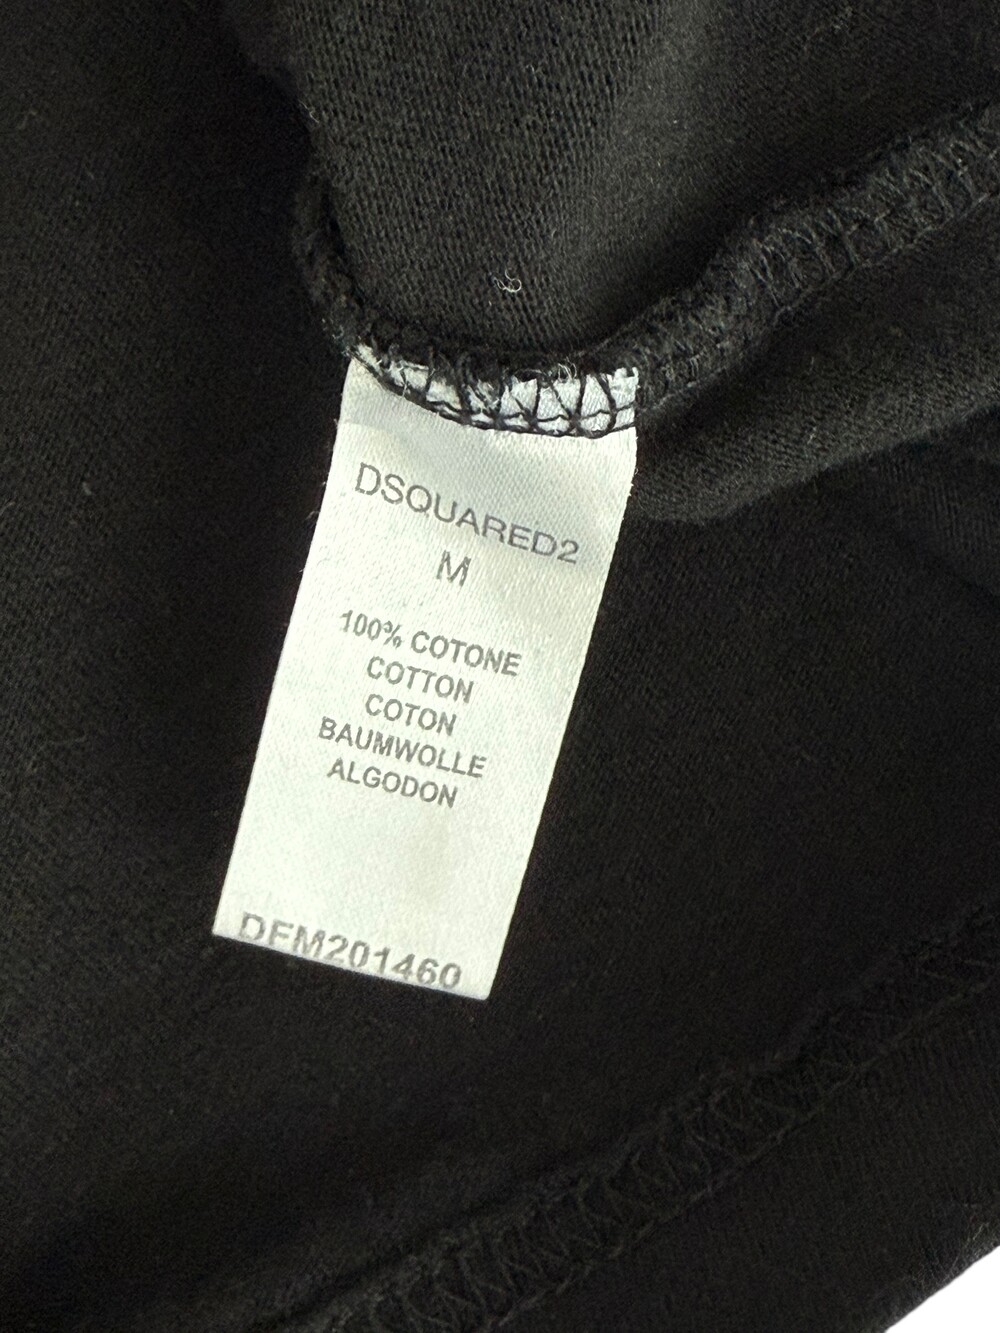 DSQUARED2
M
100% COTONE
COTTON
COTON
BAUMWOLLE
ALGODON
DFM201460